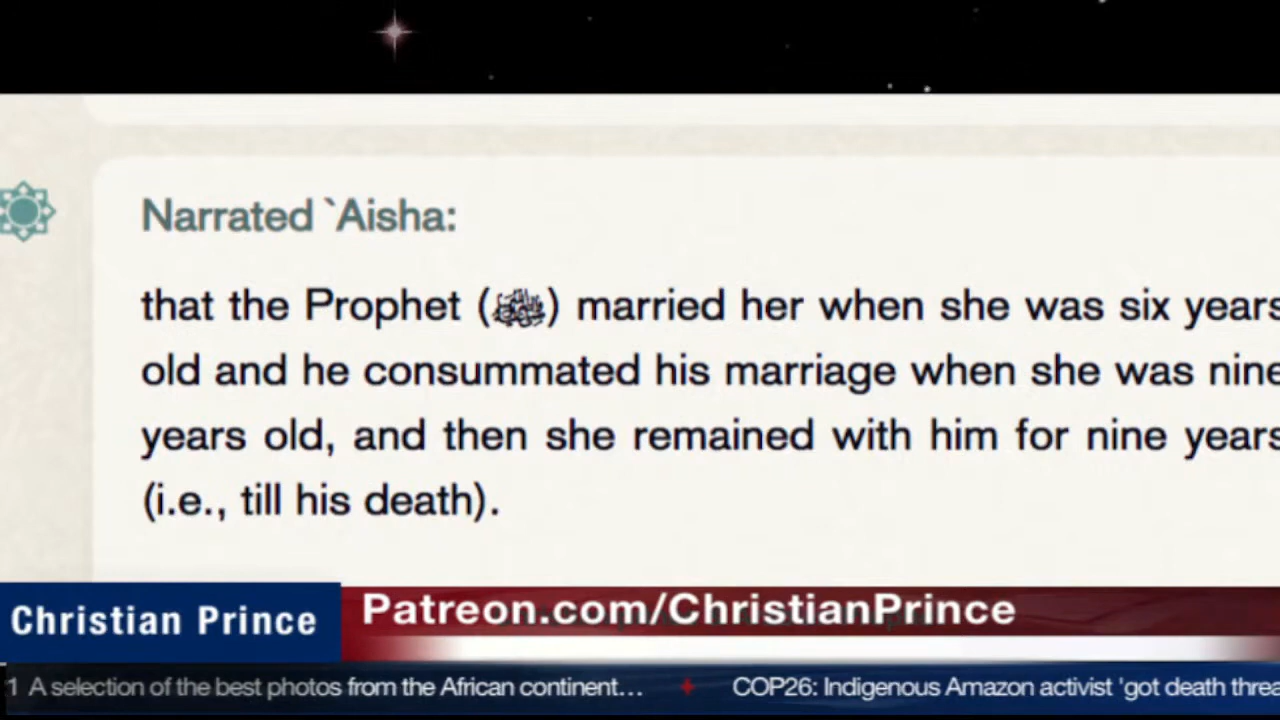 Narrated `Aisha:
that the Prophet (ﷺ) married her when she was six years
old and he consummated his marriage when she was nine
years old, and then she remained with him for nine years
(i.e., till his death).
Christian Prince
Patreon.com/ChristianPrince
1 A selection of the best photos from the African continent... COP26: Indigenous Amazon activist 'got death threa